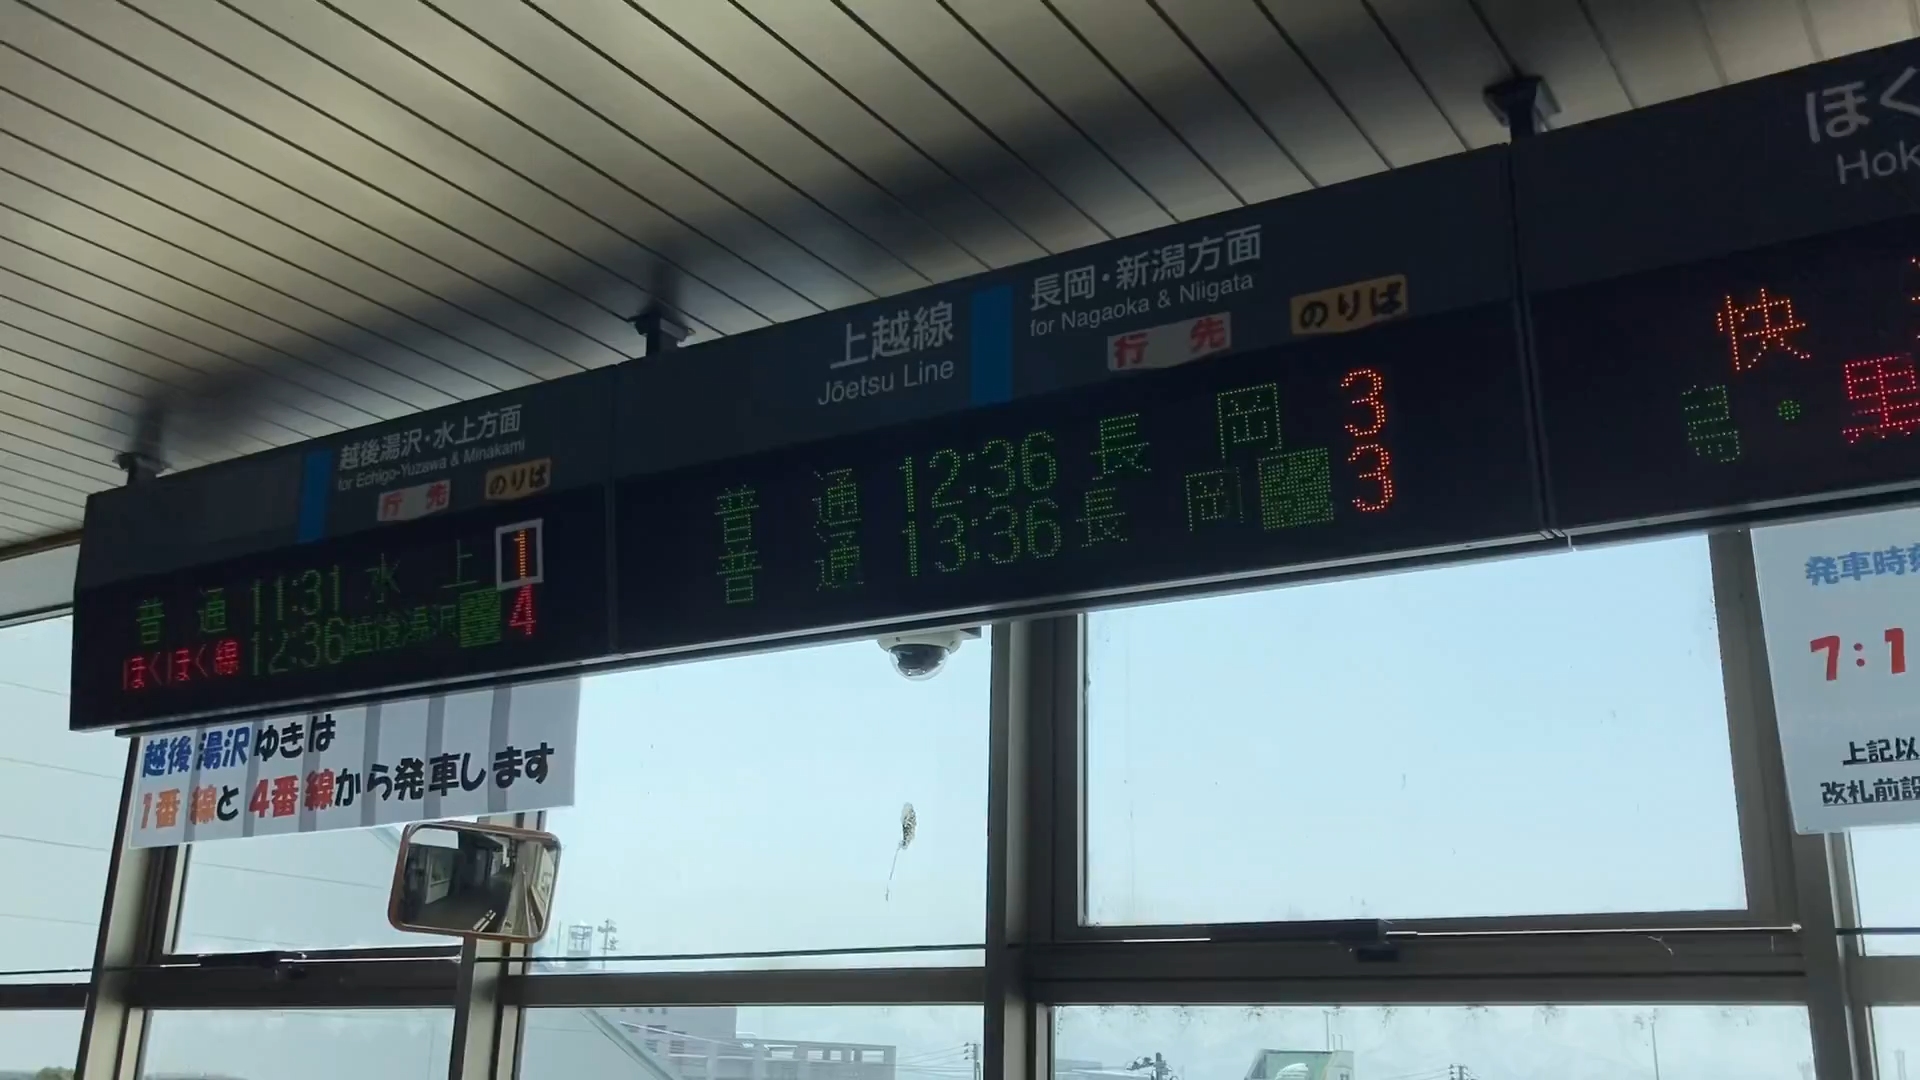 越後湯沢・水上方面
for Echigo-Yuzawa & Minakami
行先 のりば
普通 11:31 水上 1
ほくほく線 12:36 越後湯沢 4
上越線
Jōetsu Line
長岡・新潟方面
for Nagaoka & Niigata
行先 のりば
普通 12:36 長岡 3
普通 13:36 長岡 3
ほく
Hok
快
越後湯沢ゆきは
1番線と4番線から発車します
発車時刻
7:1
上記以
改札前設